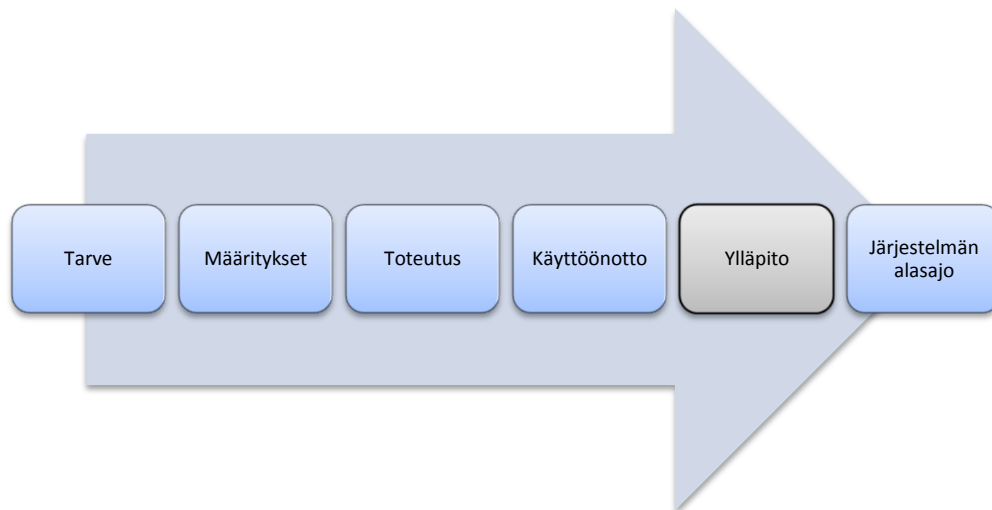 Tarve
Määritykset
Toteutus
Käyttöönotto
Ylläpito
Järjestelmän
alasajo